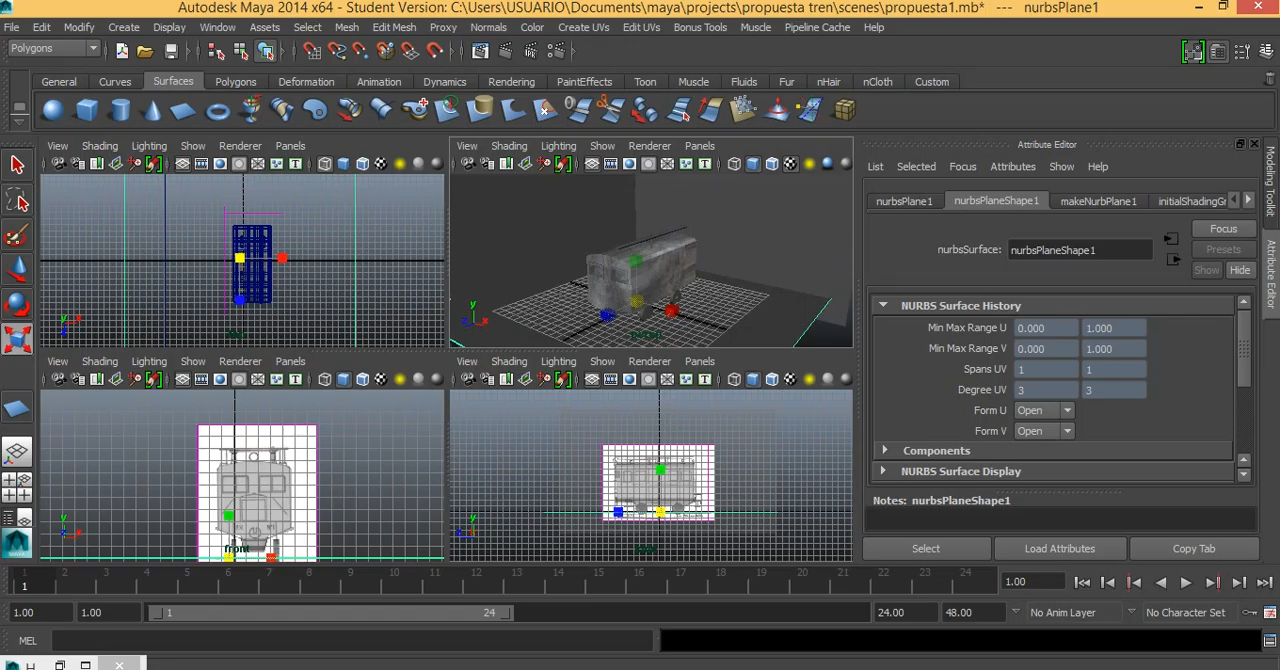 Autodesk Maya 2014 x64 - Student Version: C:\Users\USUARIO\Documents\maya\projects\propuesta tren\scenes\propuesta1.mb* --- nurbsPlane1
File Edit Modify Create Display Window Assets Select Mesh Edit Mesh Proxy Normals Color Create UVs Edit UVs Bonus Tools Muscle Pipeline Cache Help
Polygons
General Curves Surfaces Polygons Deformation Animation Dynamics Rendering PaintEffects Toon Muscle Fluids Fur nHair nCloth Custom
View Shading Lighting Show Renderer Panels
View Shading Lighting Show Renderer Panels
Attribute Editor
List Selected Focus Attributes Show Help
nurbsPlane1 nurbsPlaneShape1 makeNurbPlane1 initialShadingGr
Focus
nurbsSurface: nurbsPlaneShape1
Presets
Show Hide
NURBS Surface History
Min Max Range U 0.000 1.000
Min Max Range V 0.000 1.000
Spans UV 1 1
Degree UV 3 3
Form U Open
Form V Open
Components
NURBS Surface Display
Notes: nurbsPlaneShape1
Select Load Attributes Copy Tab
Modeling Toolkit
Attribute Editor
View Shading Lighting Show Renderer Panels
View Shading Lighting Show Renderer Panels
front
1 2 3 4 5 6 7 8 9 10 11 12 13 14 15 16 17 18 19 20 21 22 23 24
1
1.00
1.00 1.00 1 24 24.00 48.00 No Anim Layer No Character Set
MEL